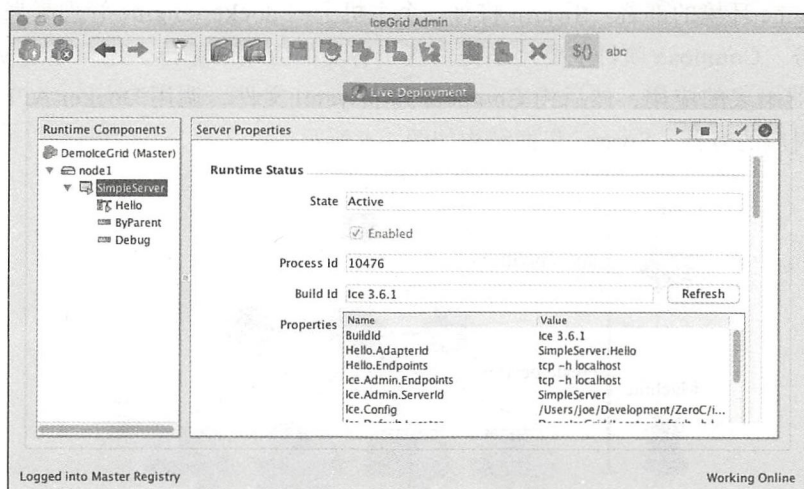 IceGrid Admin
${} abc
Live Deployment
Runtime Components
DemoIceGrid (Master)
node1
SimpleServer
Hello
ByParent
Debug
Server Properties
Runtime Status
State Active
Enabled
Process Id 10476
Build Id Ice 3.6.1 Refresh
Properties Name Value
BuildId Ice 3.6.1
Hello.AdapterId SimpleServer.Hello
Hello.Endpoints tcp -h localhost
Ice.Admin.Endpoints tcp -h localhost
Ice.Admin.ServerId SimpleServer
Ice.Config /Users/joe/Development/ZeroC/i...
Logged into Master Registry Working Online